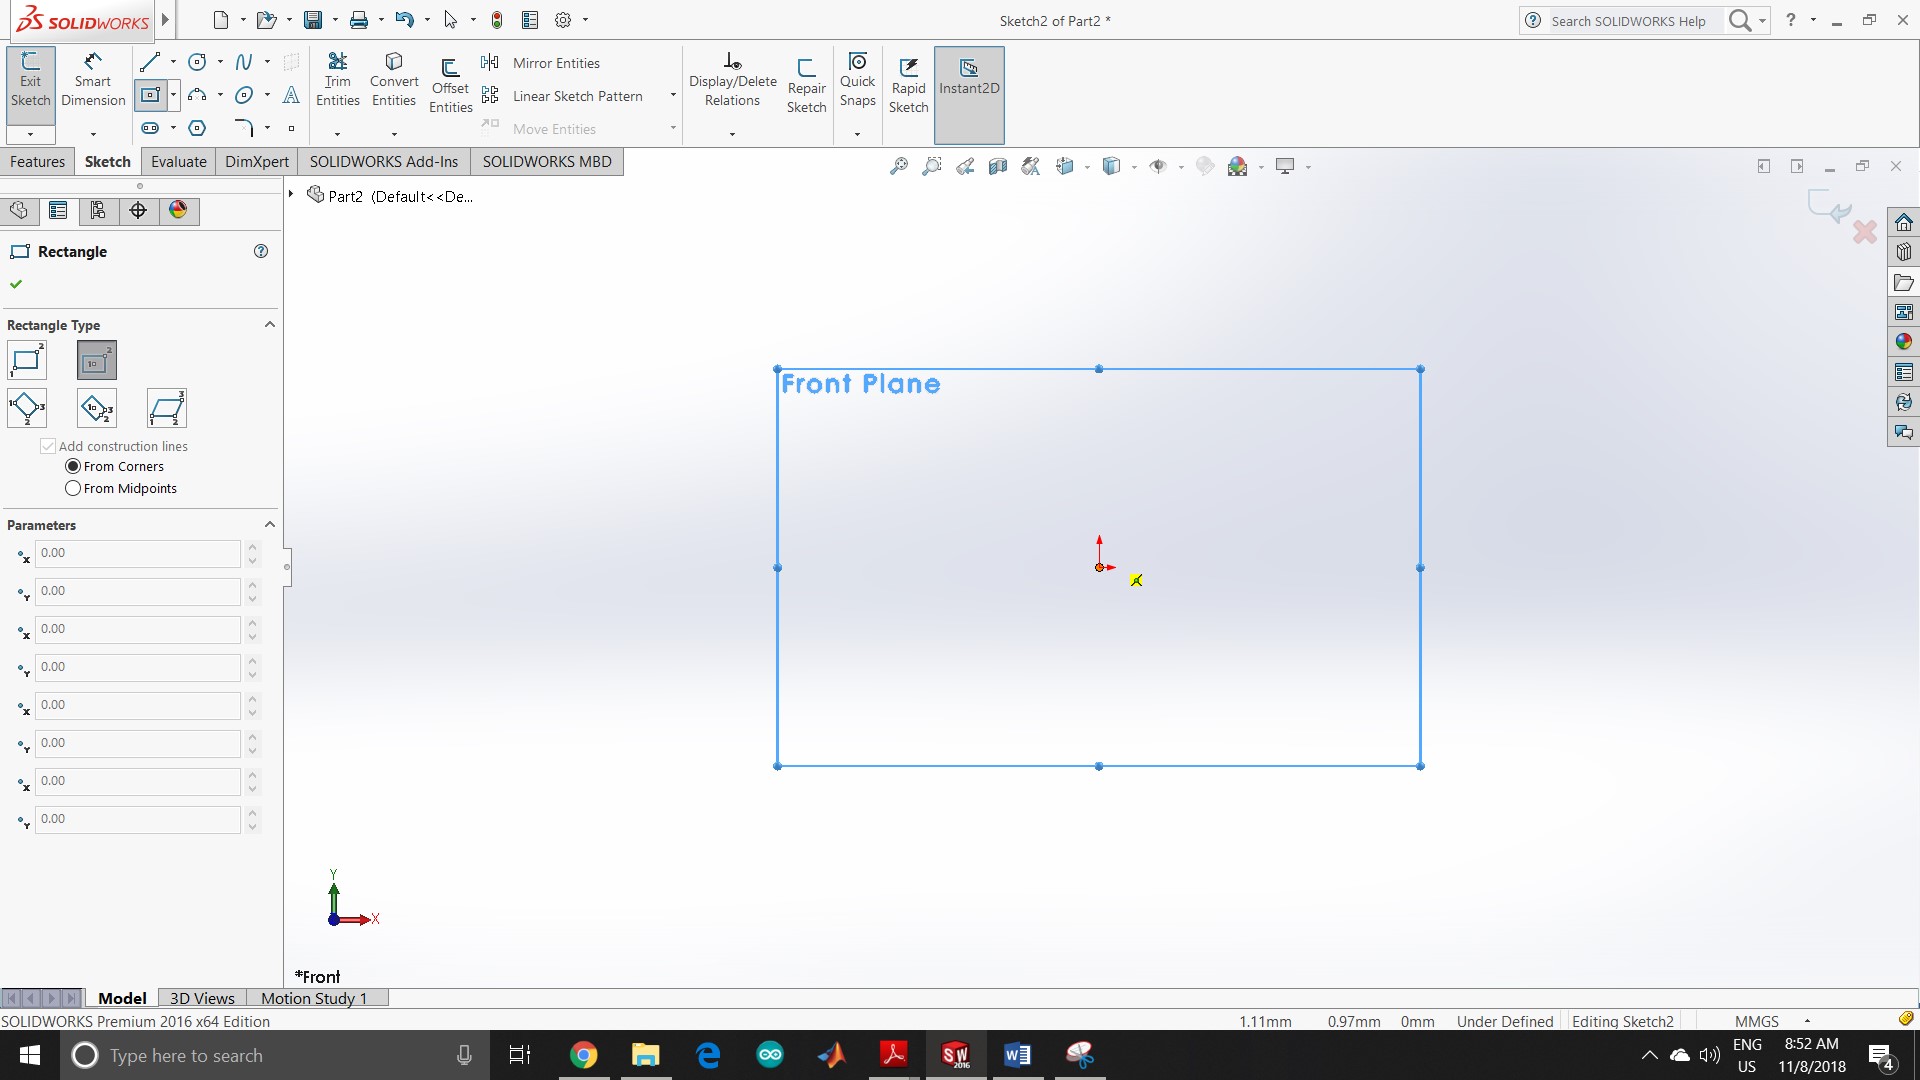 SOLIDWORKS
Sketch2 of Part2 *
Search SOLIDWORKS Help
Exit Sketch
Smart Dimension
Trim Entities
Convert Entities
Offset Entities
Mirror Entities
Linear Sketch Pattern
Move Entities
Display/Delete Relations
Repair Sketch
Quick Snaps
Rapid Sketch
Instant2D
Features
Sketch
Evaluate
DimXpert
SOLIDWORKS Add-Ins
SOLIDWORKS MBD
Part2 (Default<<De...
Rectangle
Rectangle Type
Add construction lines
From Corners
From Midpoints
Parameters
x 0.00
Y 0.00
x 0.00
Y 0.00
x 0.00
Y 0.00
x 0.00
Y 0.00
Front Plane
Y
X
*Front
Model
3D Views
Motion Study 1
SOLIDWORKS Premium 2016 x64 Edition
1.11mm
0.97mm
0mm
Under Defined
Editing Sketch2
MMGS
Type here to search
SW
2016
ENG
US
8:52 AM
11/8/2018
4